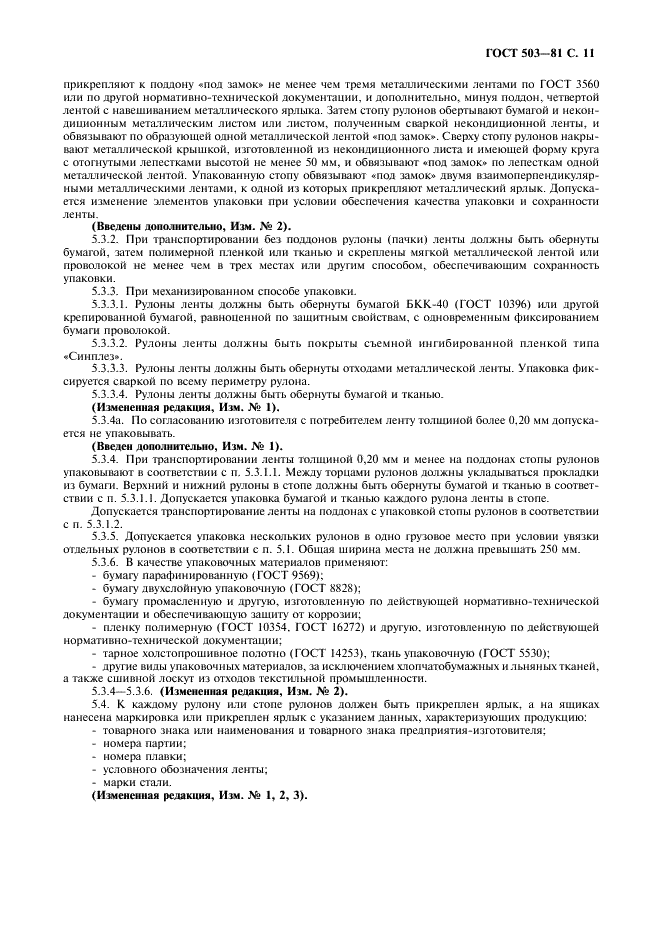 ГОСТ 503—81 С. 11
прикрепляют к поддону «под замок» не менее чем тремя металлическими лентами по ГОСТ 3560
или по другой нормативно-технической документации, и дополнительно, минуя поддон, четвертой
лентой с навешиванием металлического ярлыка. Затем стопу рулонов обертывают бумагой и некон-
диционным металлическим листом или листом, полученным сваркой некондиционной ленты, и
обвязывают по образующей одной металлической лентой «под замок». Сверху стопу рулонов накры-
вают металлической крышкой, изготовленной из некондиционного листа и имеющей форму круга
с отогнутыми лепестками высотой не менее 50 мм, и обвязывают «под замок» по лепесткам одной
металлической лентой. Упакованную стопу обвязывают «под замок» двумя взаимоперпендикуляр-
ными металлическими лентами, к одной из которых прикрепляют металлический ярлык. Допуска-
ется изменение элементов упаковки при условии обеспечения качества упаковки и сохранности
ленты.
(Введены дополнительно, Изм. № 2).
5.3.2. При транспортировании без поддонов рулоны (пачки) ленты должны быть обернуты
бумагой, затем полимерной пленкой или тканью и скреплены мягкой металлической лентой или
проволокой не менее чем в трех местах или другим способом, обеспечивающим сохранность
упаковки.
5.3.3. При механизированном способе упаковки.
5.3.3.1. Рулоны ленты должны быть обернуты бумагой БКК-40 (ГОСТ 10396) или другой
крепированной бумагой, равноценной по защитным свойствам, с одновременным фиксированием
бумаги проволокой.
5.3.3.2. Рулоны ленты должны быть покрыты съемной ингибированной пленкой типа
«Синплез».
5.3.3.3. Рулоны ленты должны быть обернуты отходами металлической ленты. Упаковка фик-
сируется сваркой по всему периметру рулона.
5.3.3.4. Рулоны ленты должны быть обернуты бумагой и тканью.
(Измененная редакция, Изм. № 1).
5.3.4а. По согласованию изготовителя с потребителем ленту толщиной более 0,20 мм допуска-
ется не упаковывать.
(Введен дополнительно, Изм. № 1).
5.3.4. При транспортировании ленты толщиной 0,20 мм и менее на поддонах стопы рулонов
упаковывают в соответствии с п. 5.3.1.1. Между торцами рулонов должны укладываться прокладки
из бумаги. Верхний и нижний рулоны в стопе должны быть обернуты бумагой и тканью в соответ-
ствии с п. 5.3.1.1. Допускается упаковка бумагой и тканью каждого рулона ленты в стопе.
Допускается транспортирование ленты на поддонах с упаковкой стопы рулонов в соответствии
с п. 5.3.1.2.
5.3.5. Допускается упаковка нескольких рулонов в одно грузовое место при условии увязки
отдельных рулонов в соответствии с п. 5.1. Общая ширина места не должна превышать 250 мм.
5.3.6. В качестве упаковочных материалов применяют:
- бумагу парафинированную (ГОСТ 9569);
- бумагу двухслойную упаковочную (ГОСТ 8828);
- бумагу промасленную и другую, изготовленную по действующей нормативно-технической
документации и обеспечивающую защиту от коррозии;
- пленку полимерную (ГОСТ 10354, ГОСТ 16272) и другую, изготовленную по действующей
нормативно-технической документации;
- тарное холстопрошивное полотно (ГОСТ 14253), ткань упаковочную (ГОСТ 5530);
- другие виды упаковочных материалов, за исключением хлопчатобумажных и льняных тканей,
а также сшивной лоскут из отходов текстильной промышленности.
5.3.4—5.3.6. (Измененная редакция, Изм. № 2).
5.4. К каждому рулону или стопе рулонов должен быть прикреплен ярлык, а на ящиках
нанесена маркировка или прикреплен ярлык с указанием данных, характеризующих продукцию:
- товарного знака или наименования и товарного знака предприятия-изготовителя;
- номера партии;
- номера плавки;
- условного обозначения ленты;
- марки стали.
(Измененная редакция, Изм. № 1, 2, 3).